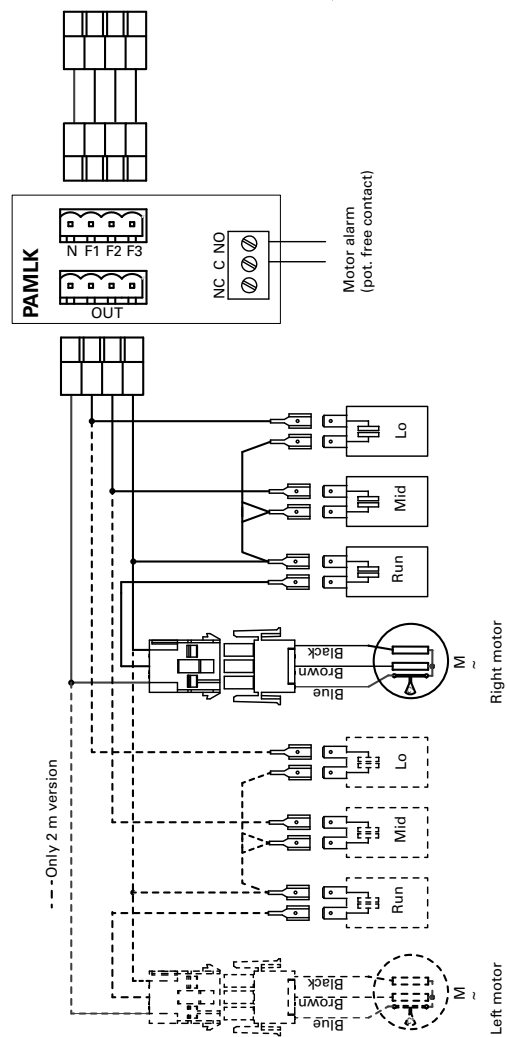 PAMLK
N F1 F2 F3
OUT
NC C NO
Motor alarm
(pot. free contact)
Lo
Mid
Run
Black
Brown
Blue
M
~
Right motor
Only 2 m version
Lo
Mid
Run
Black
Brown
Blue
M
~
Left motor